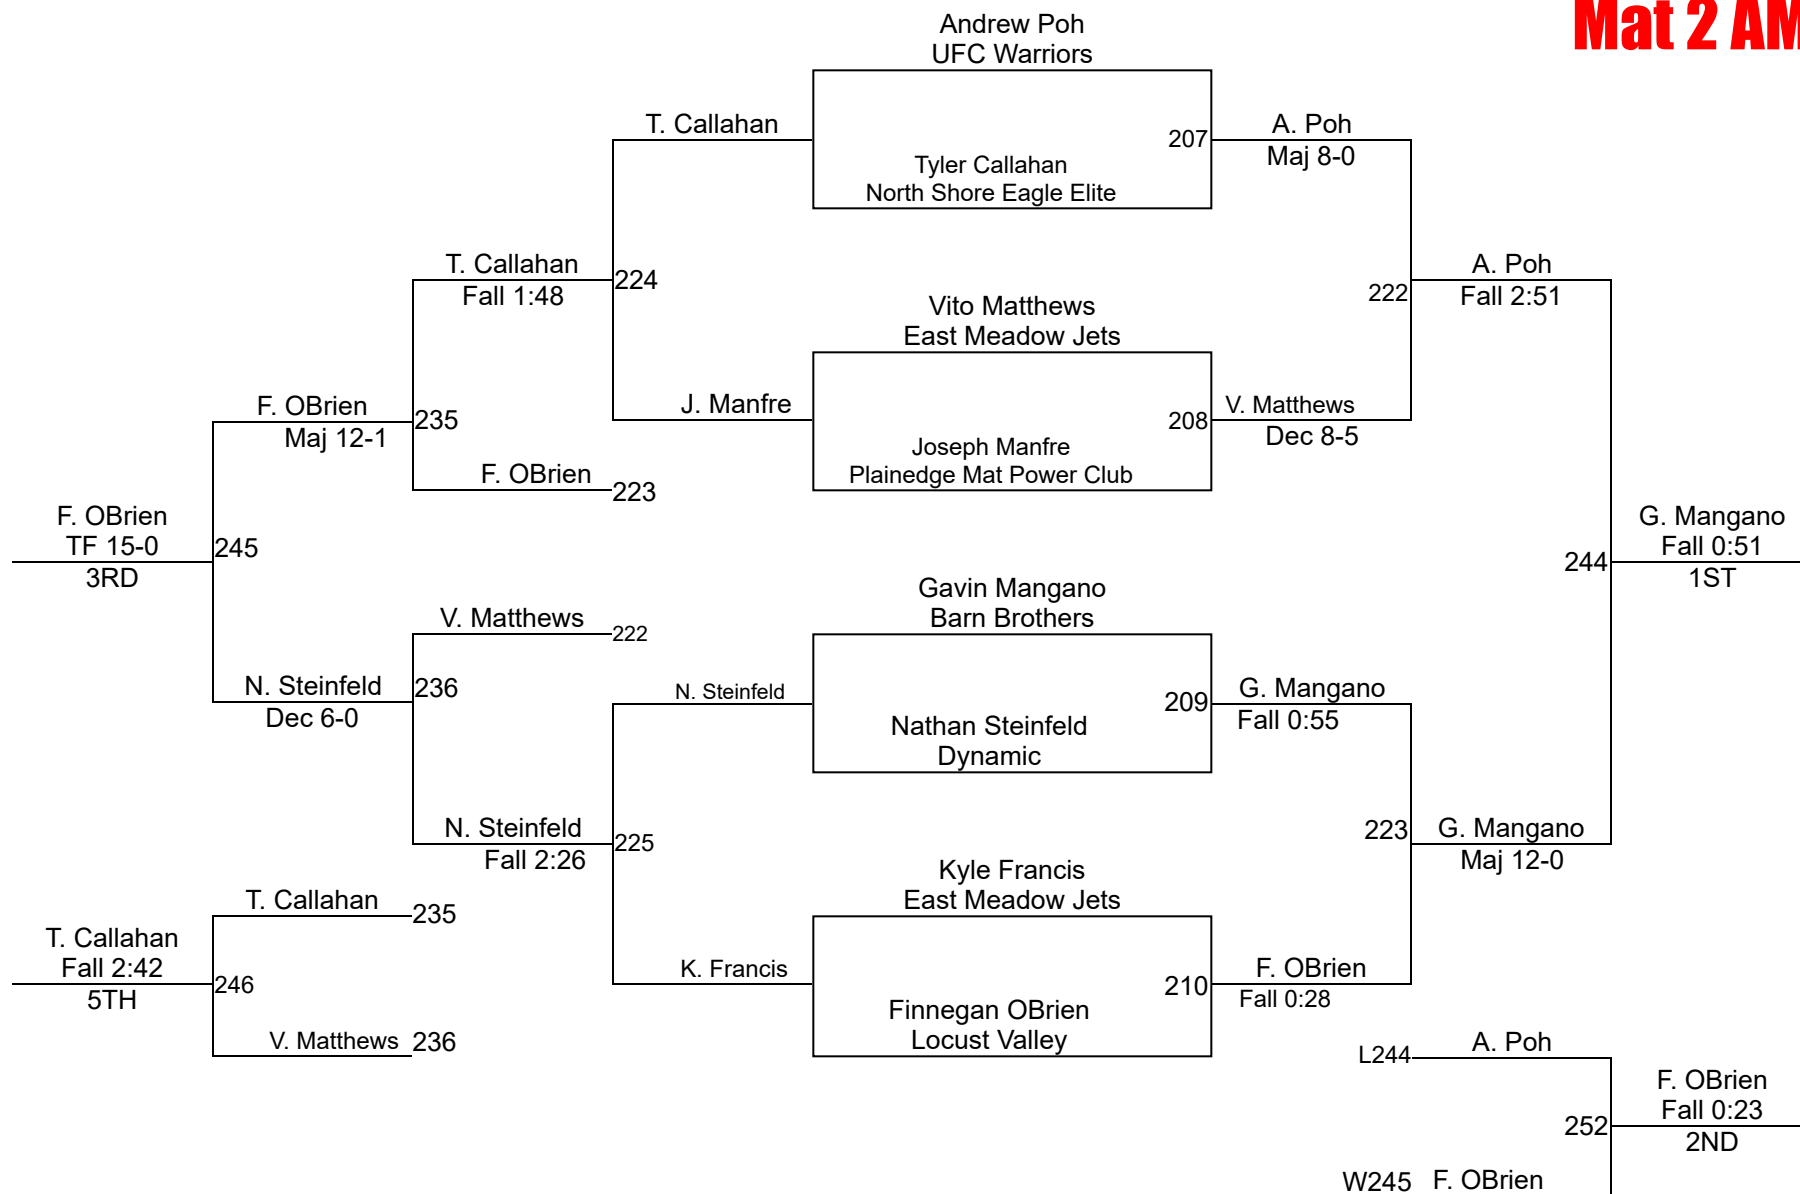 Mat 2 AM
Andrew Poh
UFC Warriors
T. Callahan
207
A. Poh
Maj 8-0
Tyler Callahan
North Shore Eagle Elite
T. Callahan
Fall 1:48
224
Vito Matthews
East Meadow Jets
222
A. Poh
Fall 2:51
F. OBrien
Maj 12-1
235
J. Manfre
208
V. Matthews
Dec 8-5
Joseph Manfre
Plainedge Mat Power Club
F. OBrien
223
F. OBrien
TF 15-0
3RD
245
244
G. Mangano
Fall 0:51
1ST
Gavin Mangano
Barn Brothers
V. Matthews
222
N. Steinfeld
Dec 6-0
236
N. Steinfeld
209
G. Mangano
Fall 0:55
Nathan Steinfeld
Dynamic
N. Steinfeld
Fall 2:26
225
223
G. Mangano
Maj 12-0
Kyle Francis
East Meadow Jets
T. Callahan
235
T. Callahan
Fall 2:42
5TH
246
K. Francis
210
F. OBrien
Fall 0:28
Finnegan OBrien
Locust Valley
V. Matthews
236
L244
A. Poh
252
F. OBrien
Fall 0:23
2ND
W245
F. OBrien